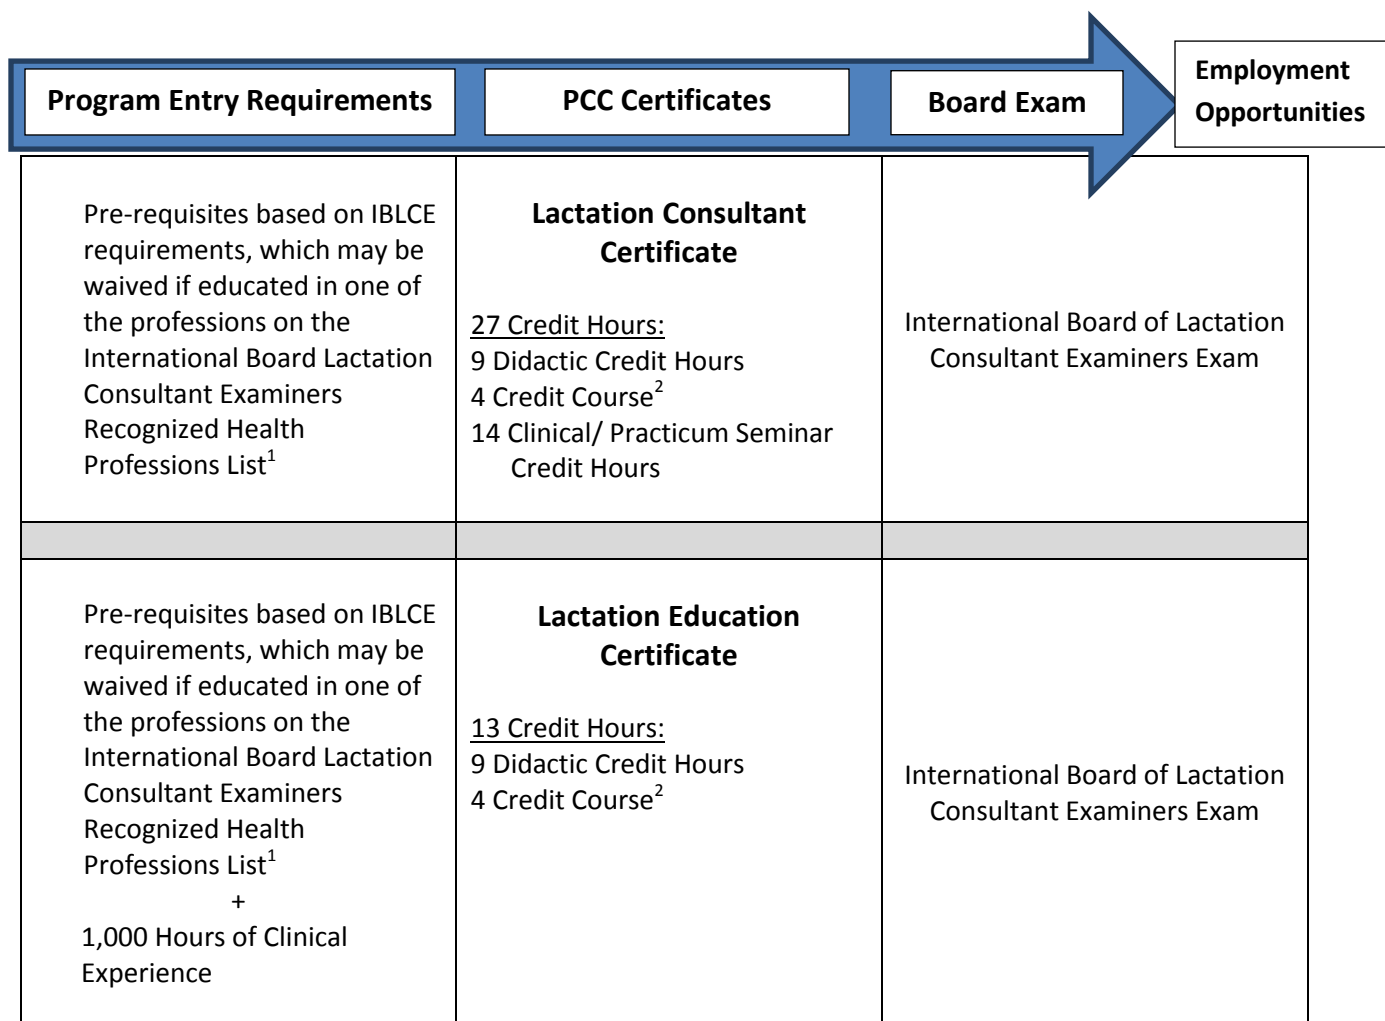 Program Entry Requirements
PCC Certificates
Board Exam
Employment
Opportunities
Pre-requisites based on IBLCE
requirements, which may be
waived if educated in one of
the professions on the
International Board Lactation
Consultant Examiners
Recognized Health
Professions List1
Lactation Consultant
Certificate
27 Credit Hours:
9 Didactic Credit Hours
4 Credit Course2
14 Clinical/ Practicum Seminar
Credit Hours
International Board of Lactation
Consultant Examiners Exam
Pre-requisites based on IBLCE
requirements, which may be
waived if educated in one of
the professions on the
International Board Lactation
Consultant Examiners
Recognized Health
Professions List1
+
1,000 Hours of Clinical
Experience
Lactation Education
Certificate
13 Credit Hours:
9 Didactic Credit Hours
4 Credit Course2
International Board of Lactation
Consultant Examiners Exam